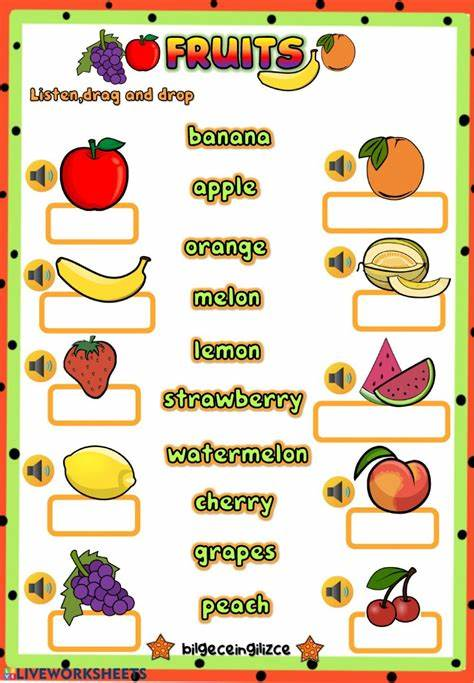 FRUITS
Listen,drag and drop
banana
apple
orange
melon
lemon
strawberry
watermelon
cherry
grapes
peach
bilgeceingilizce
LIVEWORKSHEETS